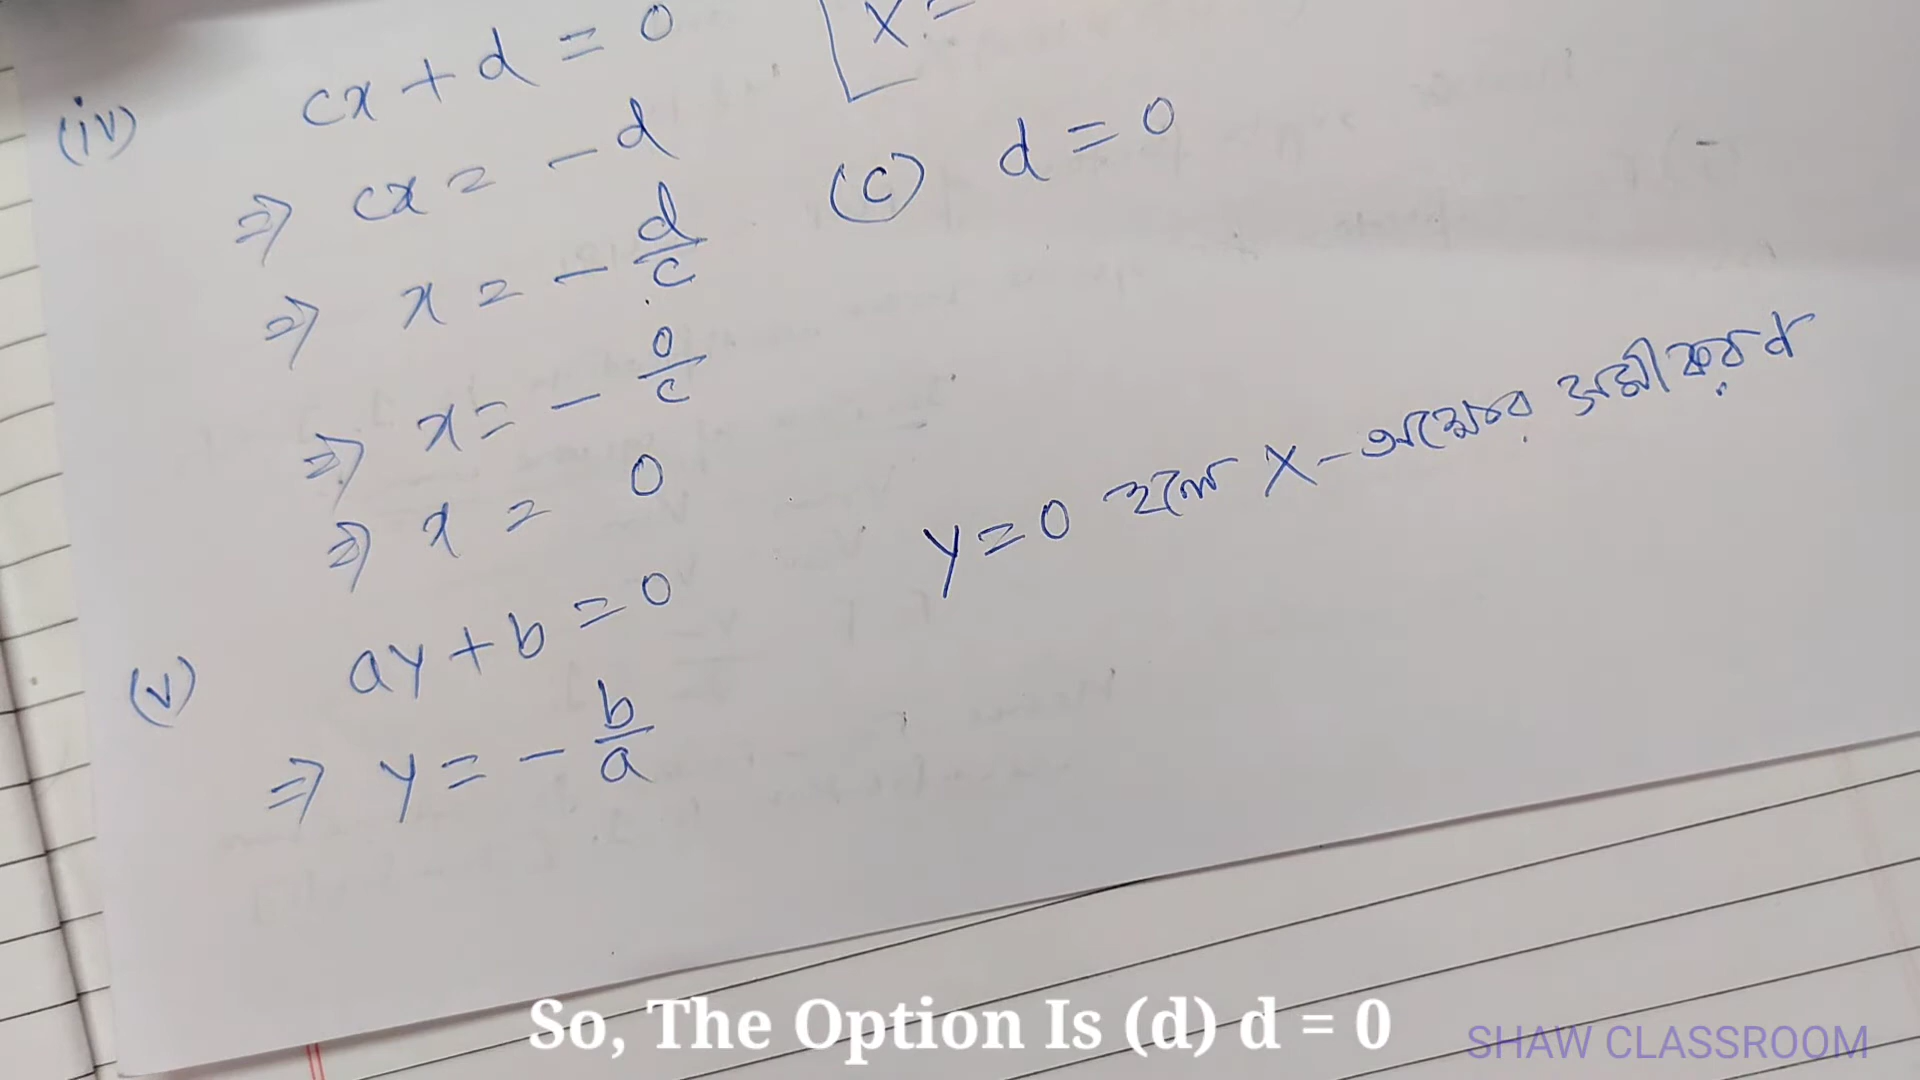 (iv) cx + d = 0
x =
⇒ cx = - d
(c) d = 0
⇒ x = - d/c
⇒ x = - 0/c
⇒ x = 0
y = 0 হলো X-অক্ষের সমীকরণ
(v) ay + b = 0
⇒ y = - b/a
So, The Option Is (d) d = 0
SHAW CLASSROOM